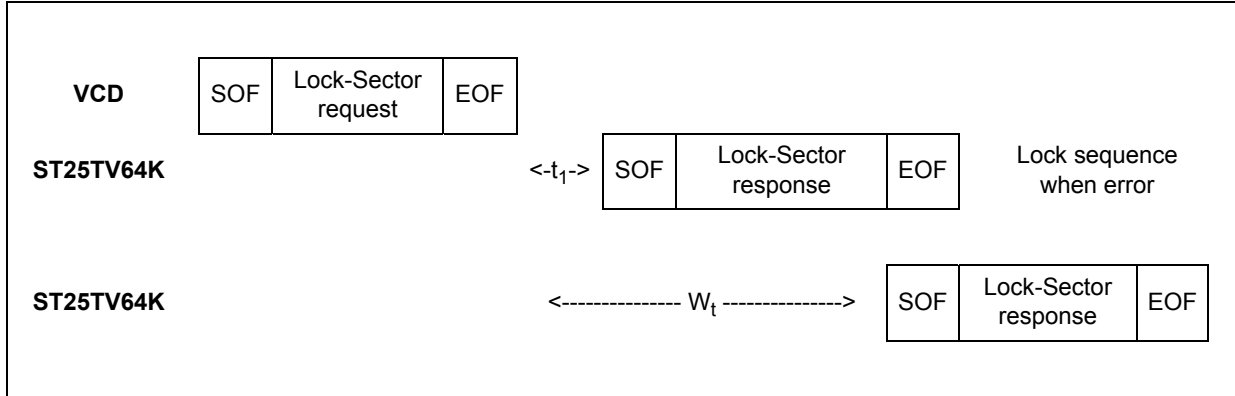 VCD SOF Lock-Sector request EOF
ST25TV64K <-t1-> SOF Lock-Sector response EOF Lock sequence when error
ST25TV64K <---------------- Wt ---------------> SOF Lock-Sector response EOF